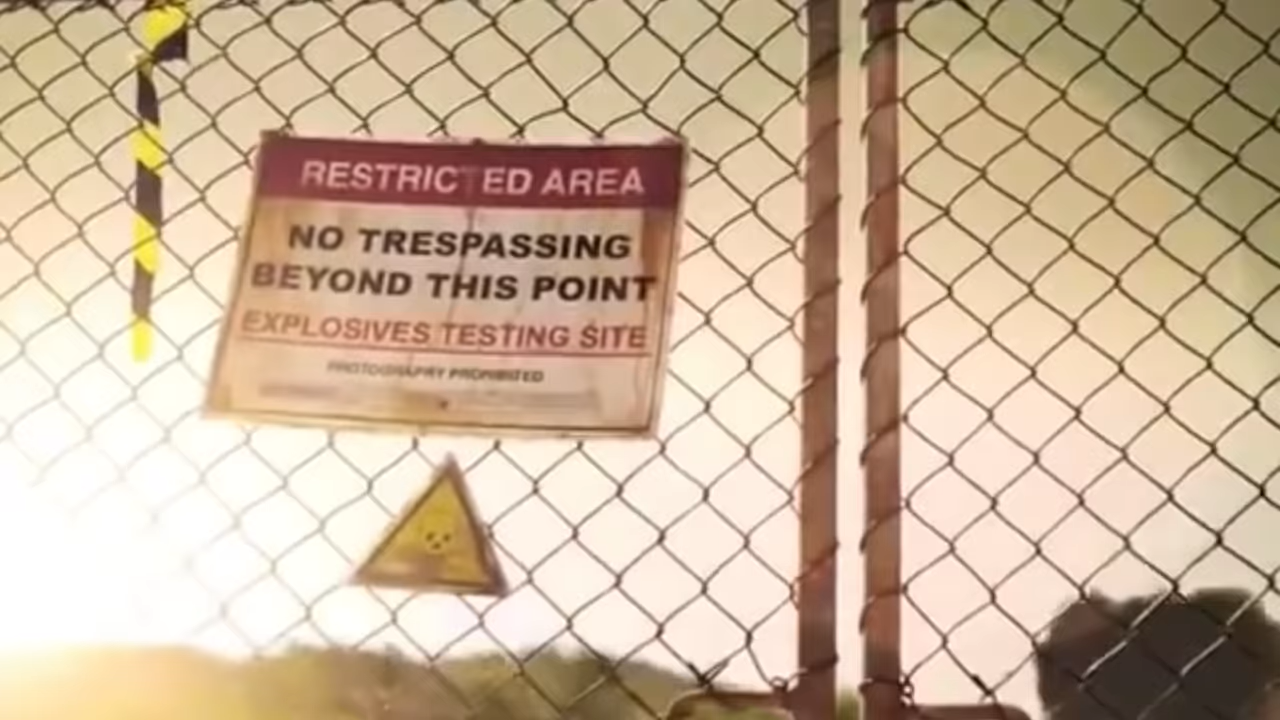 RESTRICTED AREA
NO TRESPASSING
BEYOND THIS POINT
EXPLOSIVES TESTING SITE
PHOTOGRAPHY PROHIBITED